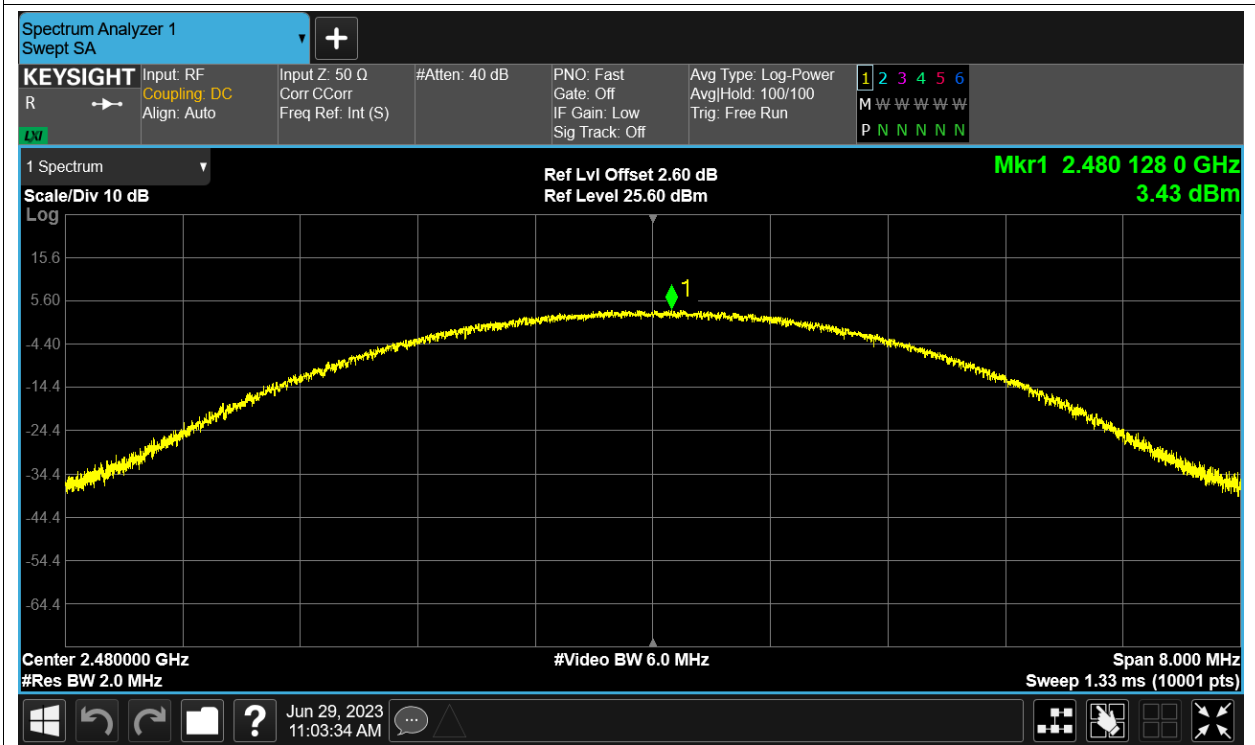 Spectrum Analyzer 1
Swept SA
KEYSIGHT
R
LXI
Input: RF
Coupling: DC
Align: Auto
Input Z: 50 Ω
Corr CCorr
Freq Ref: Int (S)
#Atten: 40 dB
PNO: Fast
Gate: Off
IF Gain: Low
Sig Track: Off
Avg Type: Log-Power
Avg|Hold: 100/100
Trig: Free Run
1 2 3 4 5 6
M W W W W W
P N N N N N
1 Spectrum
Scale/Div 10 dB
Log
Ref Lvl Offset 2.60 dB
Ref Level 25.60 dBm
Mkr1 2.480 128 0 GHz
3.43 dBm
15.6
5.60
-4.40
-14.4
-24.4
-34.4
-44.4
-54.4
-64.4
1
Center 2.480000 GHz
#Res BW 2.0 MHz
#Video BW 6.0 MHz
Span 8.000 MHz
Sweep 1.33 ms (10001 pts)
?
Jun 29, 2023
11:03:34 AM